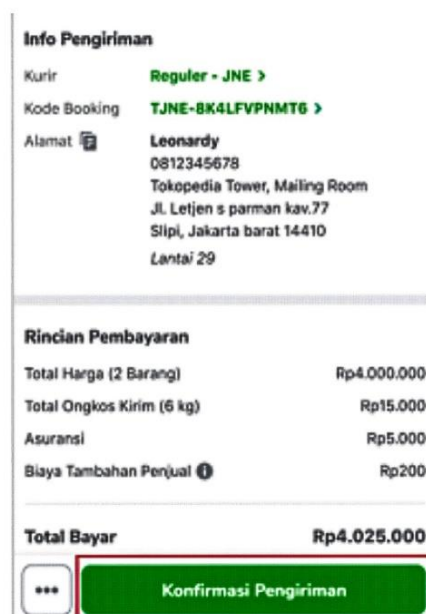 Info Pengiriman
Kurir Reguler - JNE >
Kode Booking TJNE-8K4LFVPNMT6 >
Alamat Leonardy
0812345678
Tokopedia Tower, Mailing Room
Jl. Letjen s parman kav.77
Slipi, Jakarta barat 14410
Lantai 29
Rincian Pembayaran
Total Harga (2 Barang) Rp4.000.000
Total Ongkos Kirim (6 kg) Rp15.000
Asuransi Rp5.000
Biaya Tambahan Penjual Rp200
Total Bayar Rp4.025.000
Konfirmasi Pengiriman